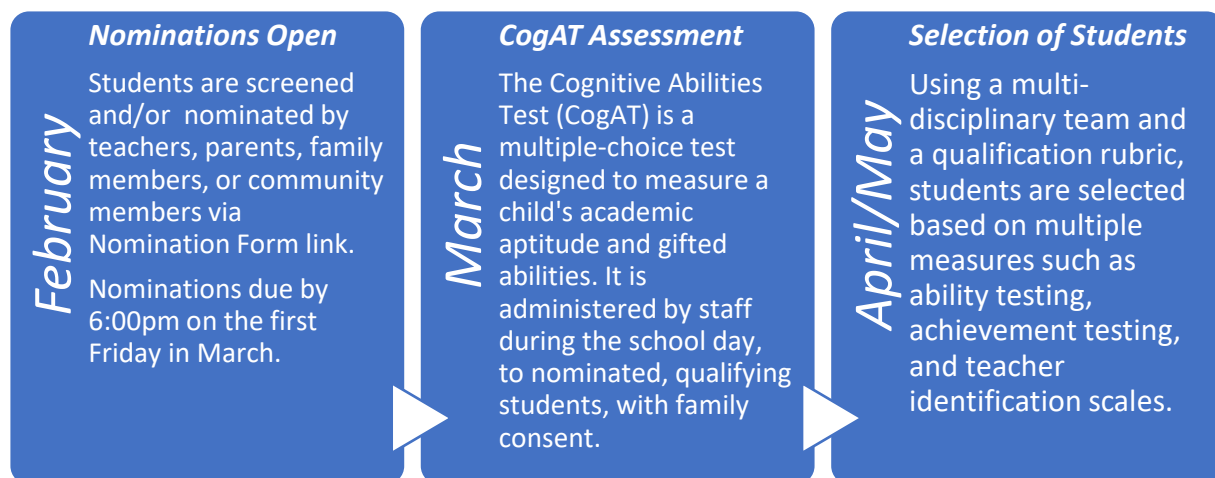 February
Nominations Open
Students are screened
and/or nominated by
teachers, parents, family
members, or community
members via
Nomination Form link.
Nominations due by
6:00pm on the first
Friday in March.
March
CogAT Assessment
The Cognitive Abilities
Test (CogAT) is a
multiple-choice test
designed to measure a
child's academic
aptitude and gifted
abilities. It is
administered by staff
during the school day,
to nominated, qualifying
students, with family
consent.
April/May
Selection of Students
Using a multi-
disciplinary team and
a qualification rubric,
students are selected
based on multiple
measures such as
ability testing,
achievement testing,
and teacher
identification scales.